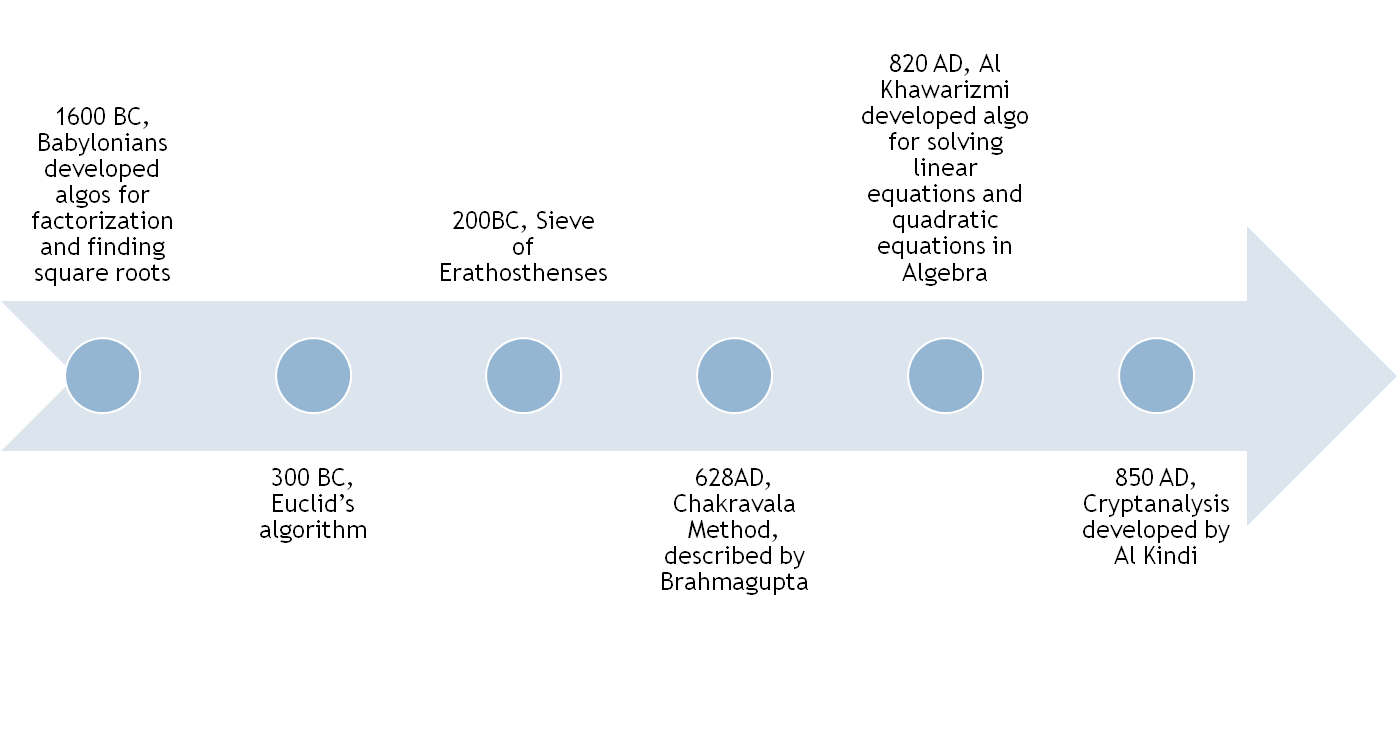 1600 BC,
Babylonians
developed
algos for
factorization
and finding
square roots
300 BC,
Euclid’s
algorithm
200BC, Sieve
of
Erathosthenses
628AD,
Chakravala
Method,
described by
Brahmagupta
820 AD, Al
Khawarizmi
developed algo
for solving
linear
equations and
quadratic
equations in
Algebra
850 AD,
Cryptanalysis
developed by
Al Kindi